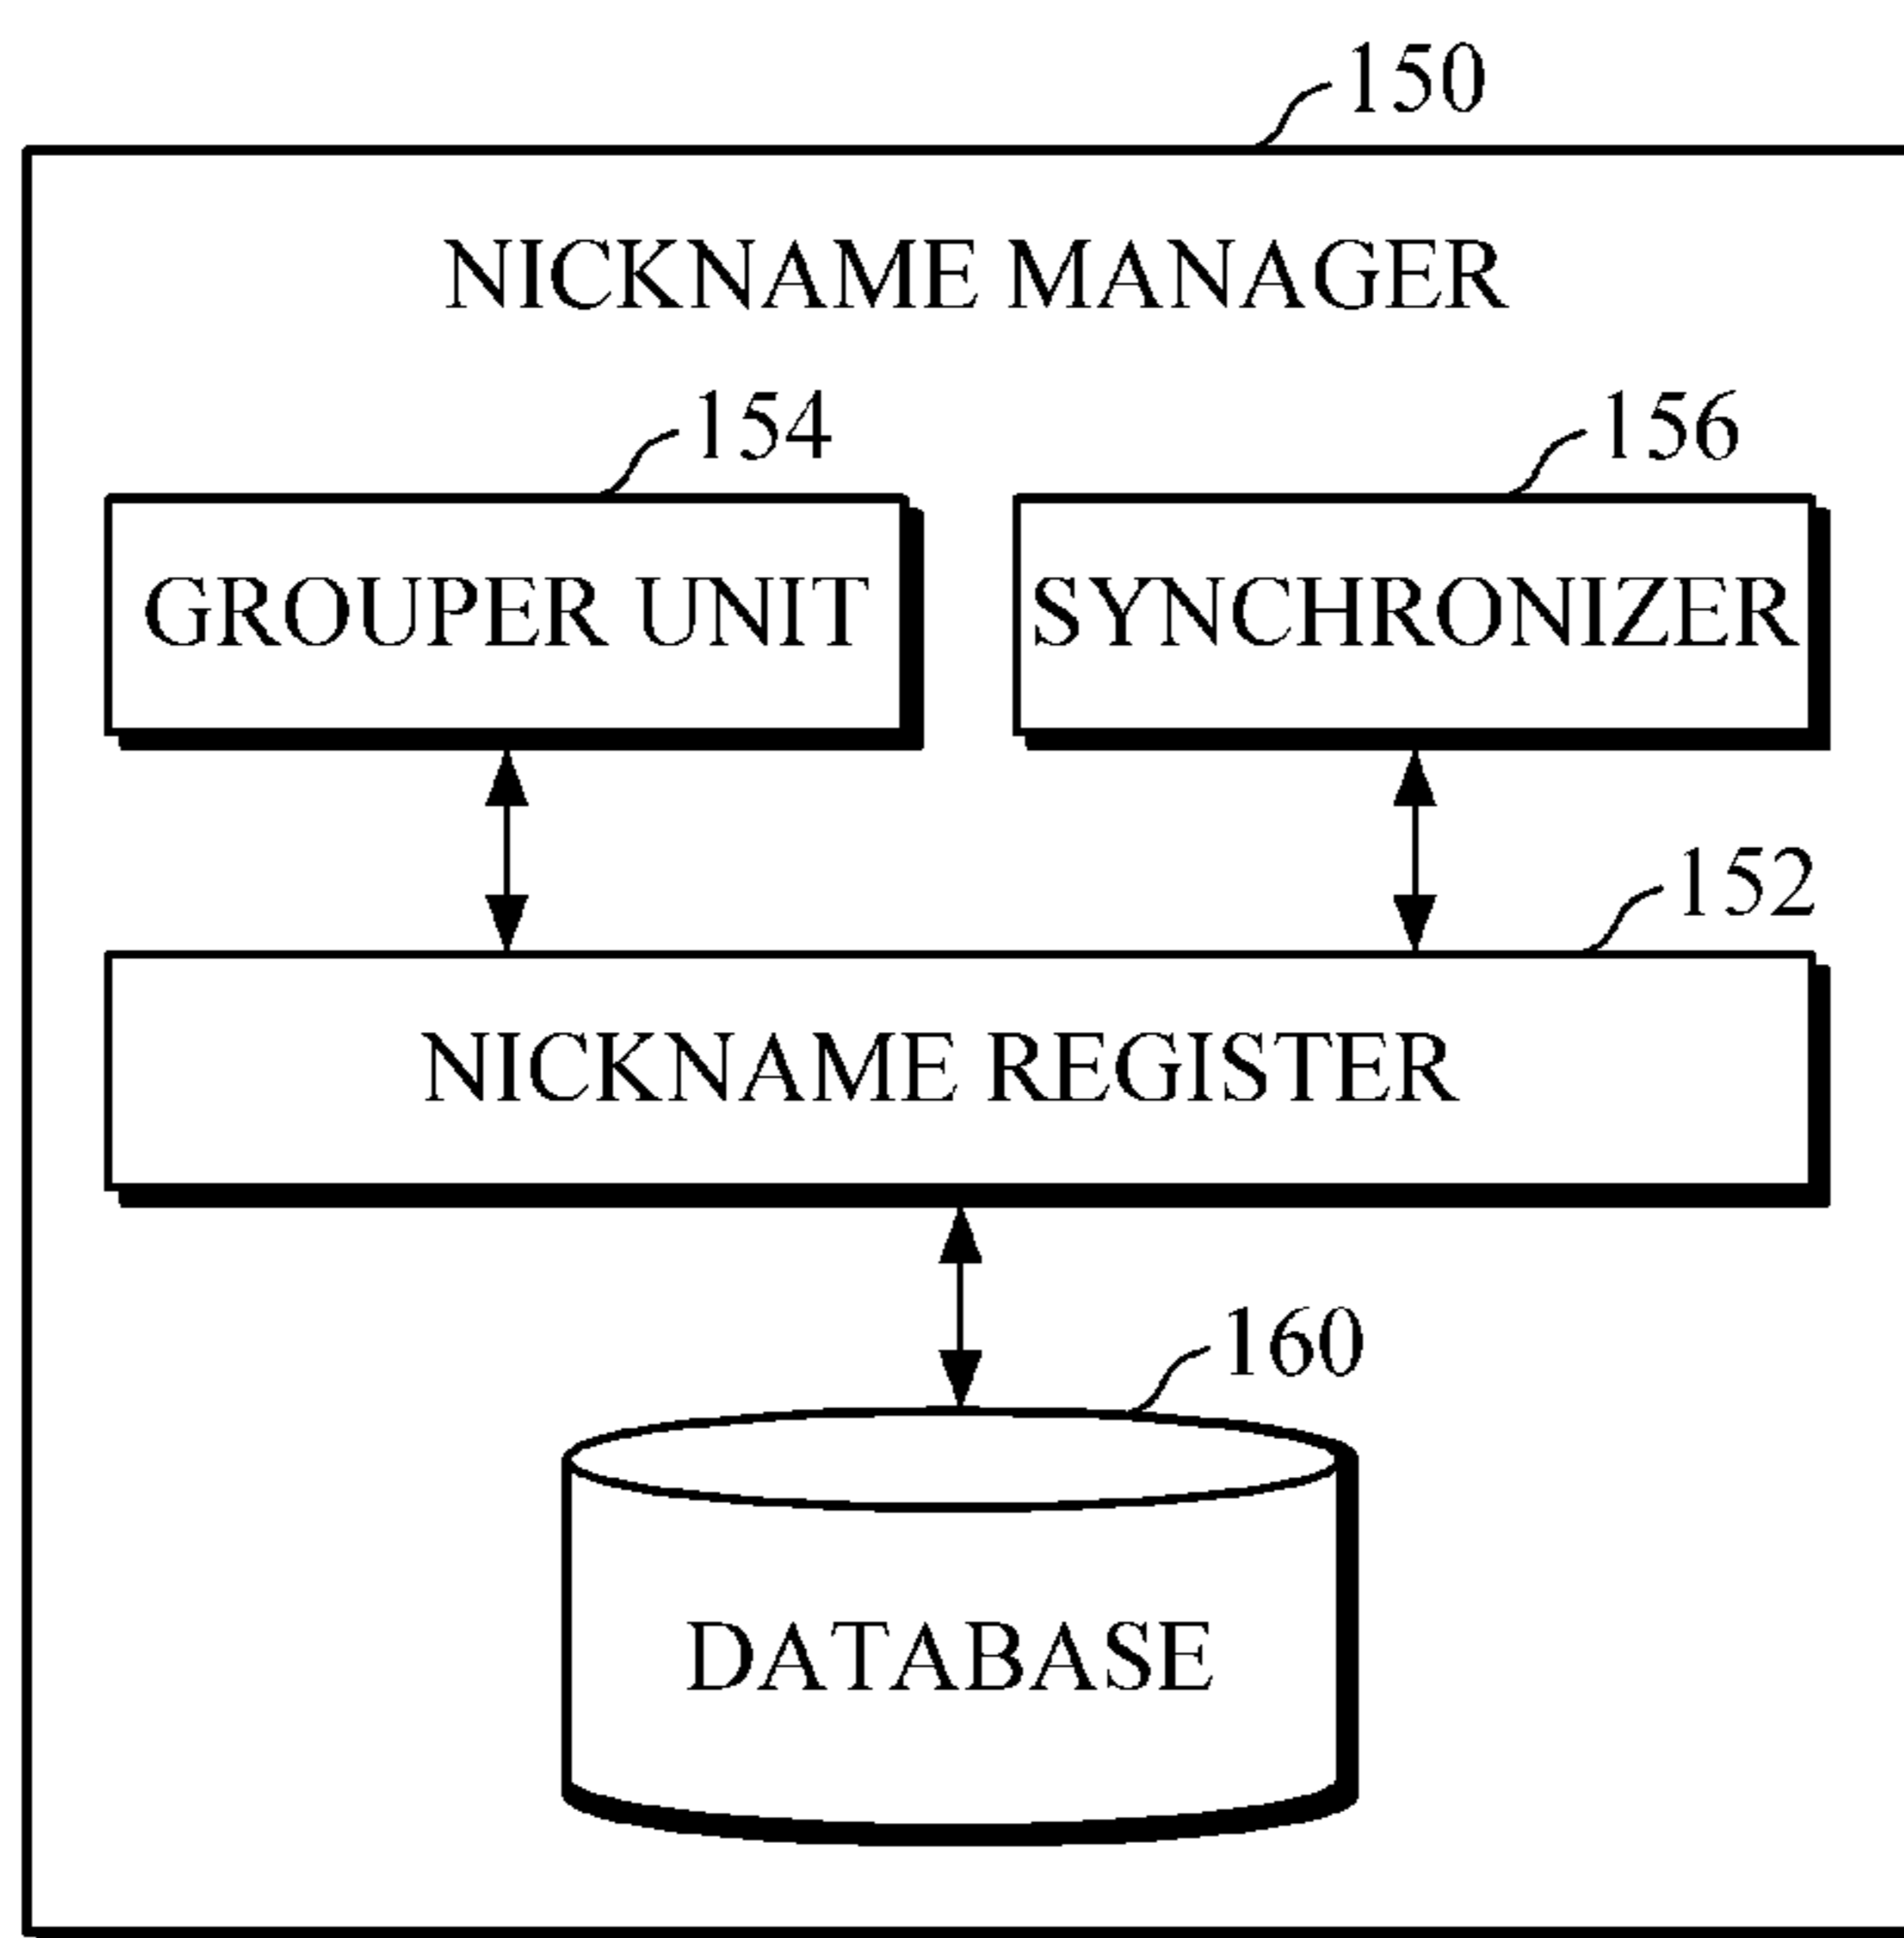 150
NICKNAME MANAGER
154 156
GROUPER UNIT SYNCHRONIZER
152
NICKNAME REGISTER
160
DATABASE